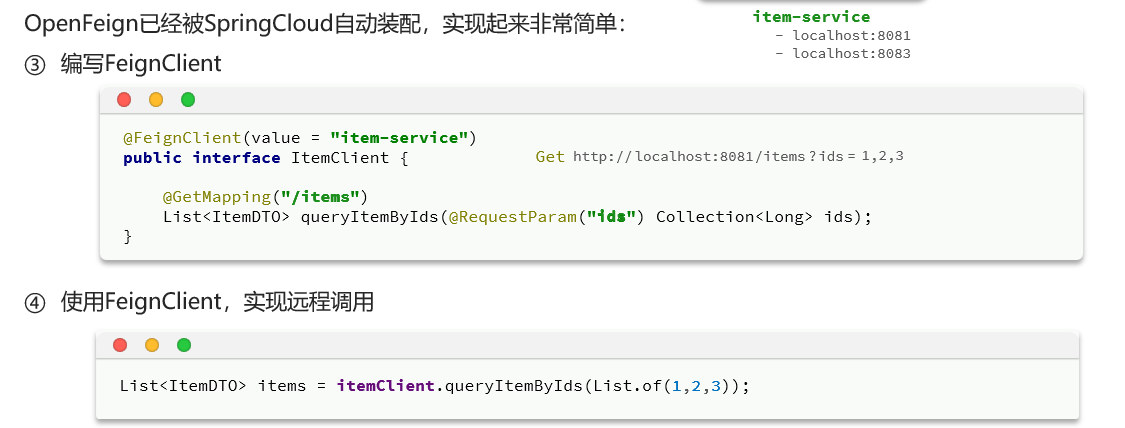 OpenFeign已经被SpringCloud自动装配，实现起来非常简单：
item-service
- localhost:8081
- localhost:8083
③ 编写FeignClient
@FeignClient(value = "item-service")
public interface ItemClient {
Get http://localhost:8081/items?ids=1,2,3
@GetMapping("/items")
List<ItemDTO> queryItemByIds(@RequestParam("ids") Collection<Long> ids);
}
④ 使用FeignClient，实现远程调用
List<ItemDTO> items = itemClient.queryItemByIds(List.of(1,2,3));